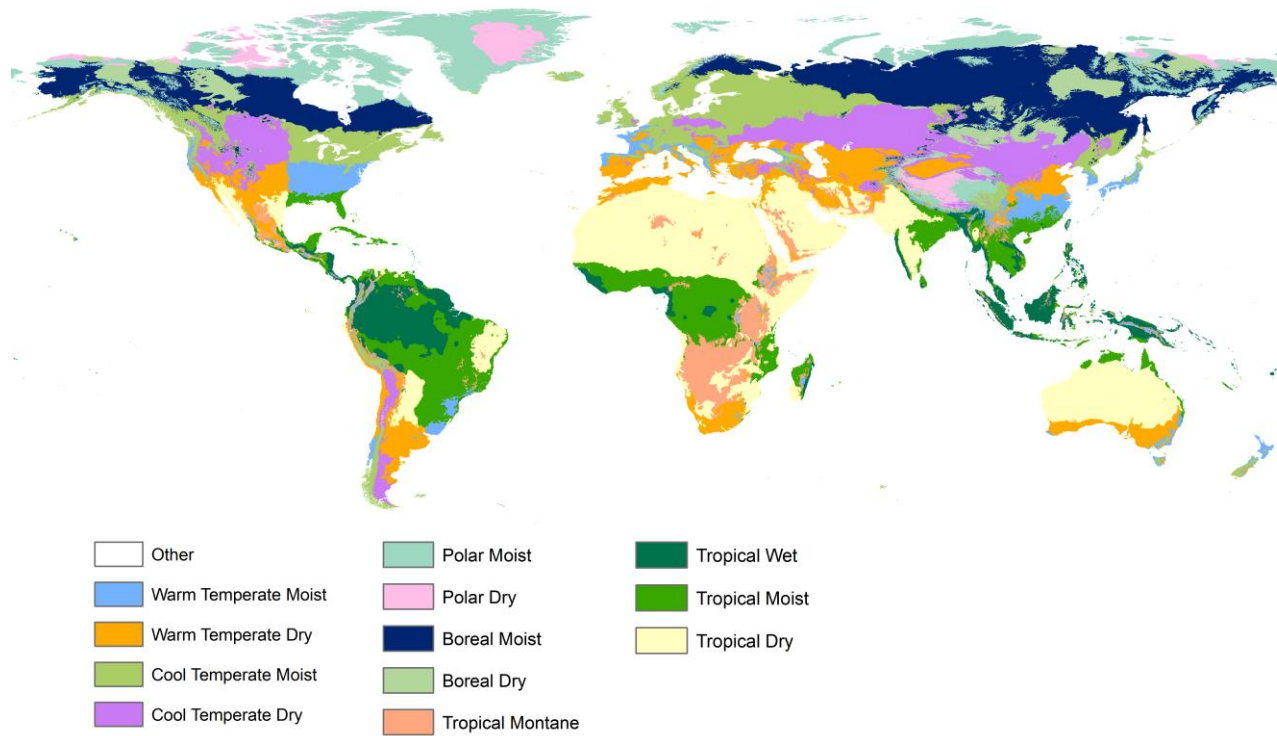 Other
Warm Temperate Moist
Warm Temperate Dry
Cool Temperate Moist
Cool Temperate Dry
Polar Moist
Polar Dry
Boreal Moist
Boreal Dry
Tropical Montane
Tropical Wet
Tropical Moist
Tropical Dry